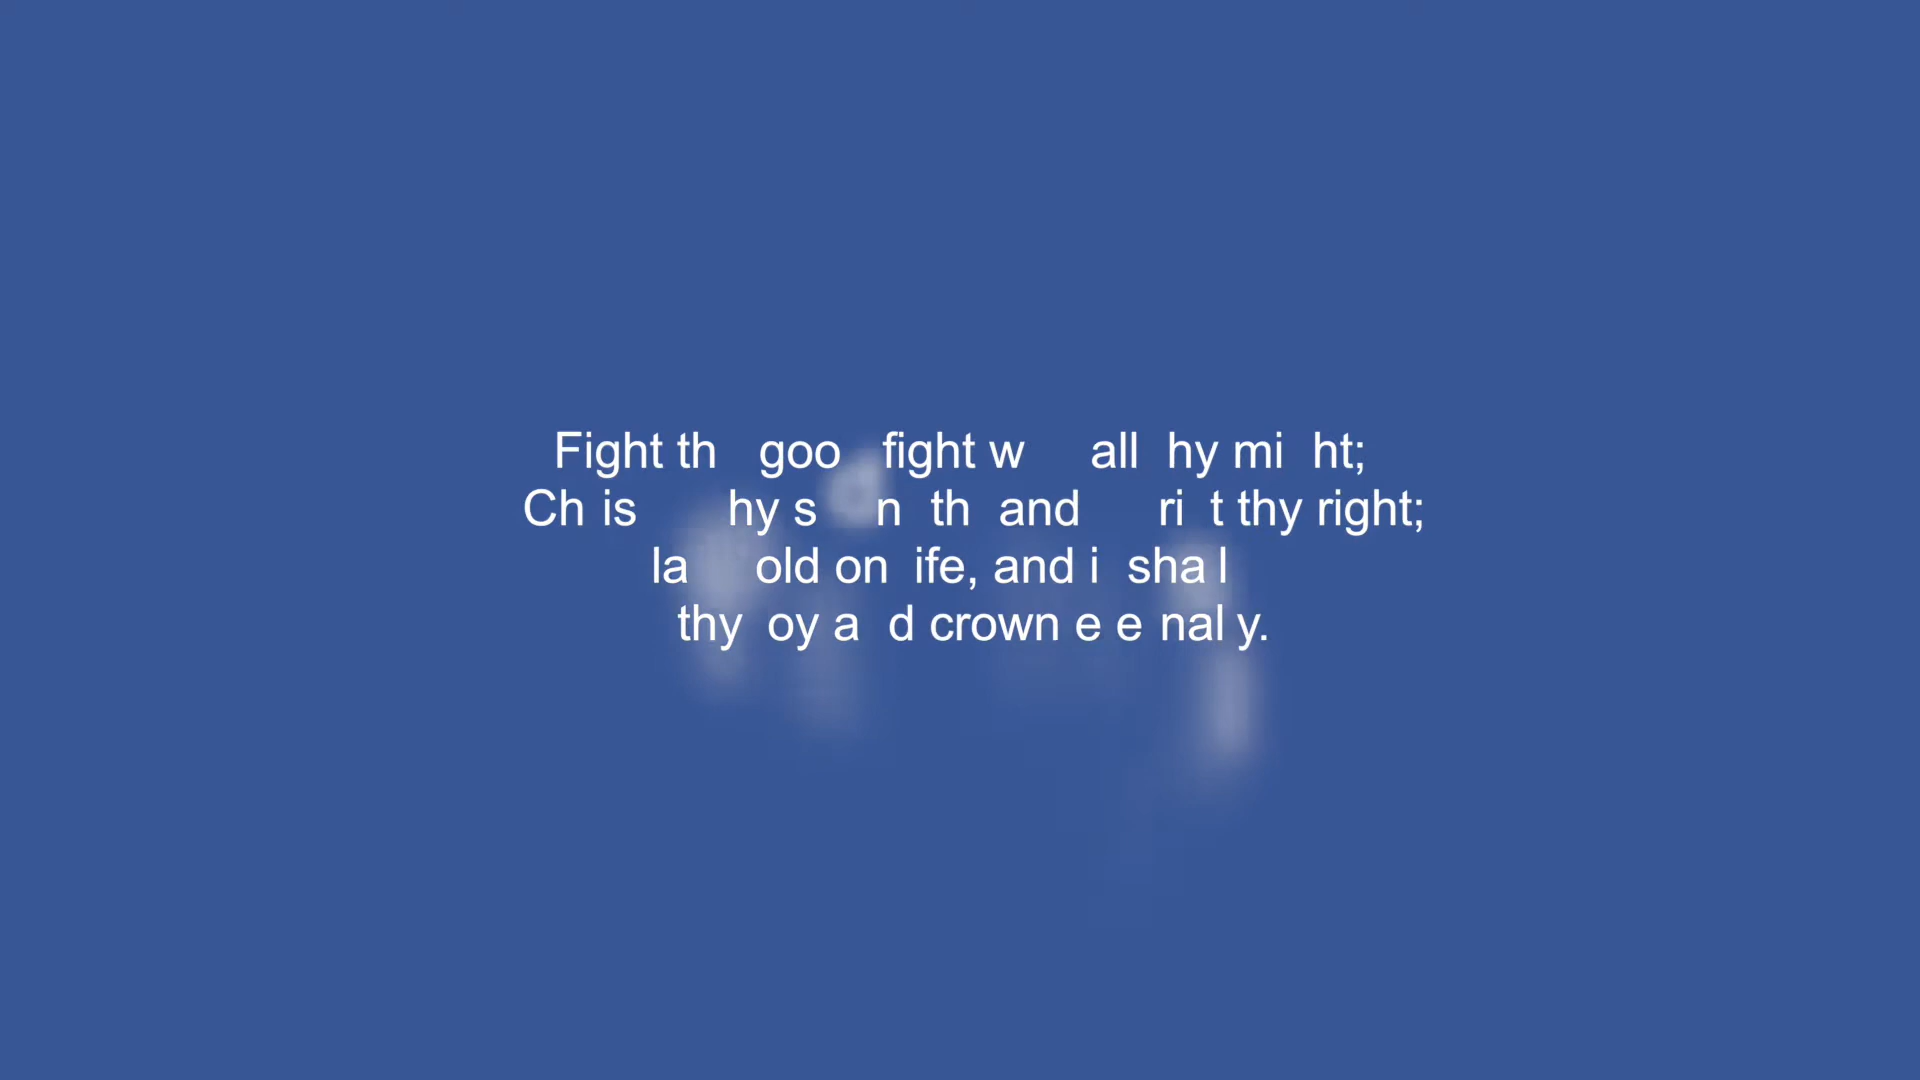 Fight th goo fight w all hy mi ht;
Ch is hy s n th and ri t thy right;
la old on ife, and i sha l
thy oy a d crown e e nal y.